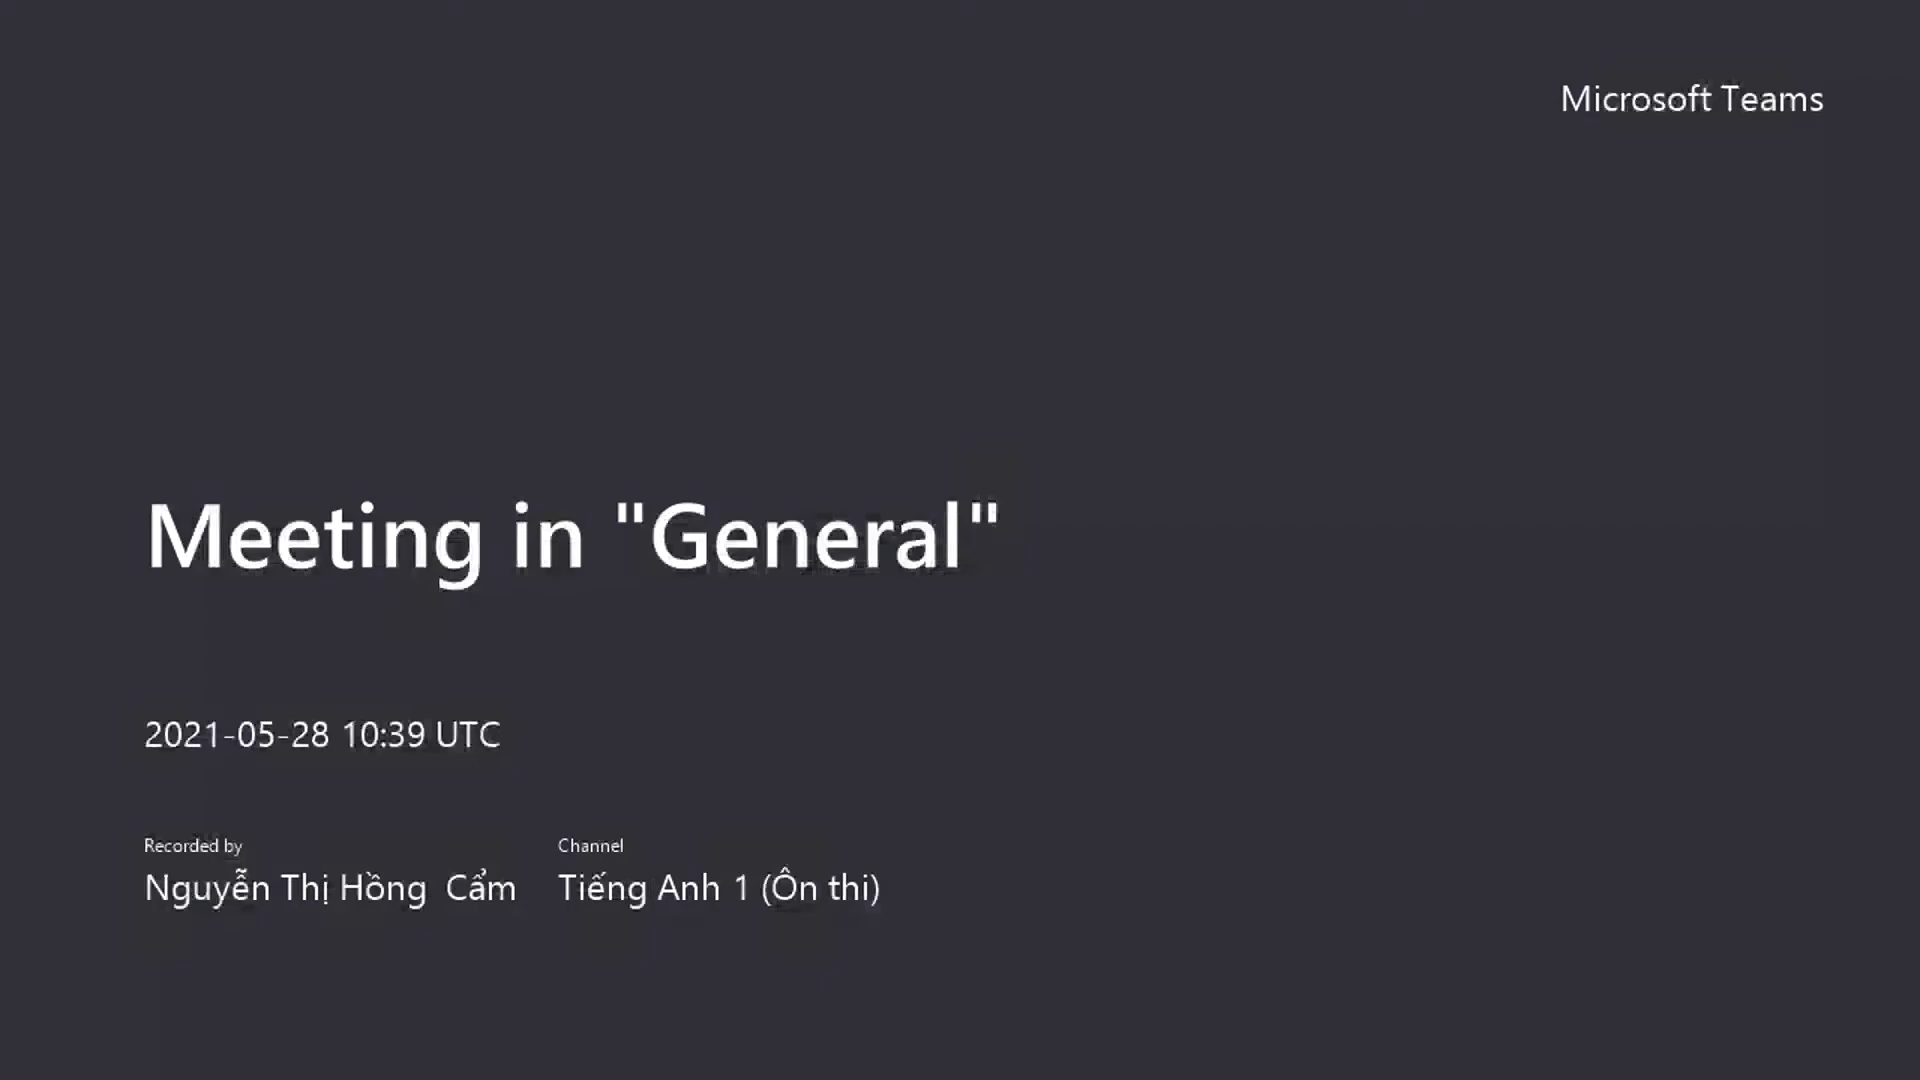 Microsoft Teams
Meeting in "General"
2021-05-28 10:39 UTC
Recorded by
Nguyễn Thị Hồng  Cẩm
Channel
Tiếng Anh 1 (Ôn thi)